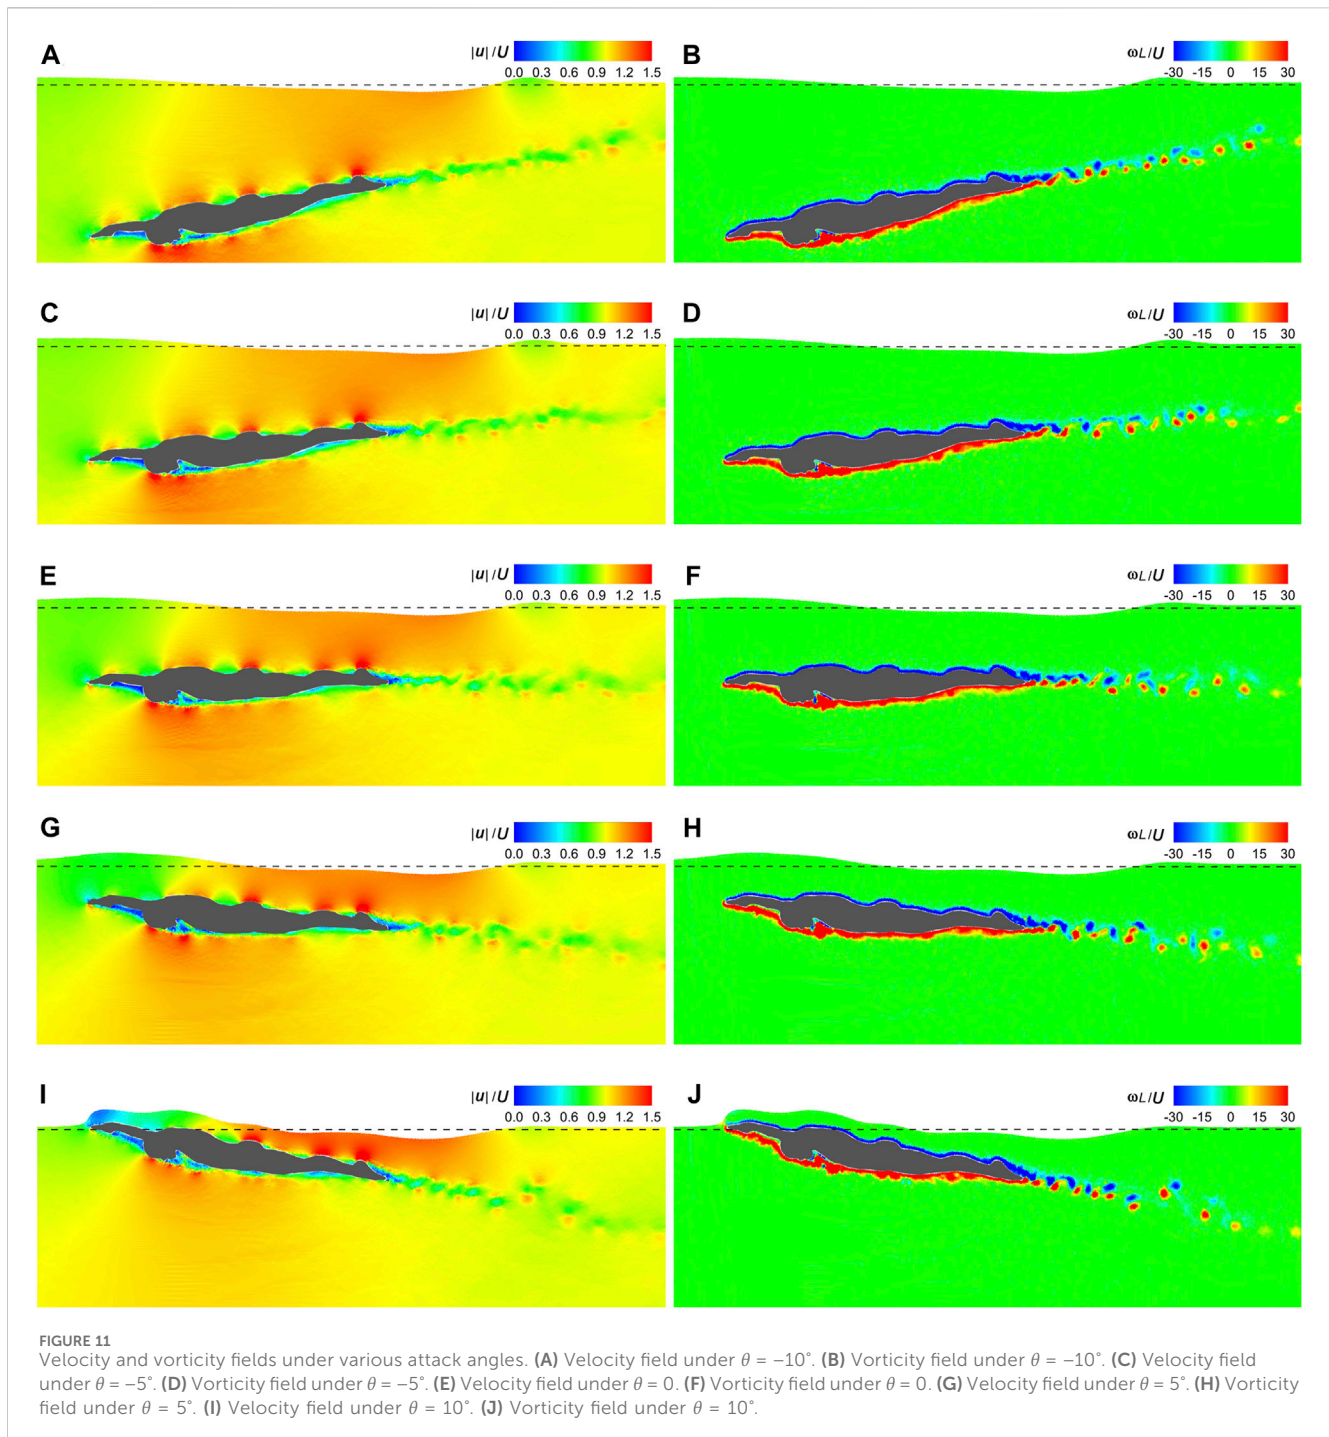 A
|u|/U
0.0 0.3 0.6 0.9 1.2 1.5
B
ωL/U
-30 -15 0 15 30
C
|u|/U
0.0 0.3 0.6 0.9 1.2 1.5
D
ωL/U
-30 -15 0 15 30
E
|u|/U
0.0 0.3 0.6 0.9 1.2 1.5
F
ωL/U
-30 -15 0 15 30
G
|u|/U
0.0 0.3 0.6 0.9 1.2 1.5
H
ωL/U
-30 -15 0 15 30
I
|u|/U
0.0 0.3 0.6 0.9 1.2 1.5
J
ωL/U
-30 -15 0 15 30
FIGURE 11
Velocity and vorticity fields under various attack angles. (A) Velocity field under θ = −10°. (B) Vorticity field under θ = −10°. (C) Velocity field
under θ = −5°. (D) Vorticity field under θ = −5°. (E) Velocity field under θ = 0. (F) Vorticity field under θ = 0. (G) Velocity field under θ = 5°. (H) Vorticity
field under θ = 5°. (I) Velocity field under θ = 10°. (J) Vorticity field under θ = 10°.